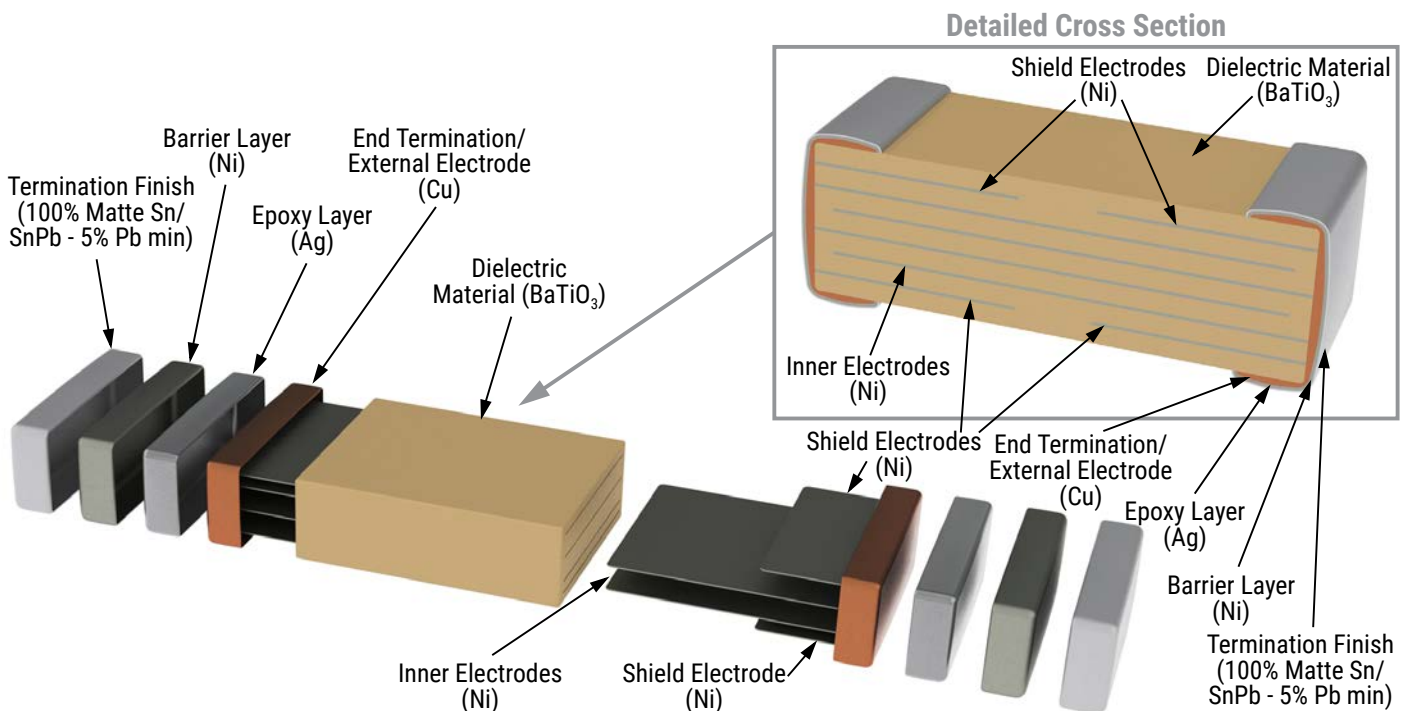 Detailed Cross Section
Shield Electrodes
(Ni)
Dielectric Material
(BaTiO₃)
Barrier Layer
(Ni)
End Termination/
External Electrode
(Cu)
Termination Finish
(100% Matte Sn/
SnPb - 5% Pb min)
Epoxy Layer
(Ag)
Dielectric
Material (BaTiO₃)
Inner Electrodes
(Ni)
Shield Electrodes
(Ni)
End Termination/
External Electrode
(Cu)
Epoxy Layer
(Ag)
Barrier Layer
(Ni)
Termination Finish
(100% Matte Sn/
SnPb - 5% Pb min)
Inner Electrodes
(Ni)
Shield Electrode
(Ni)